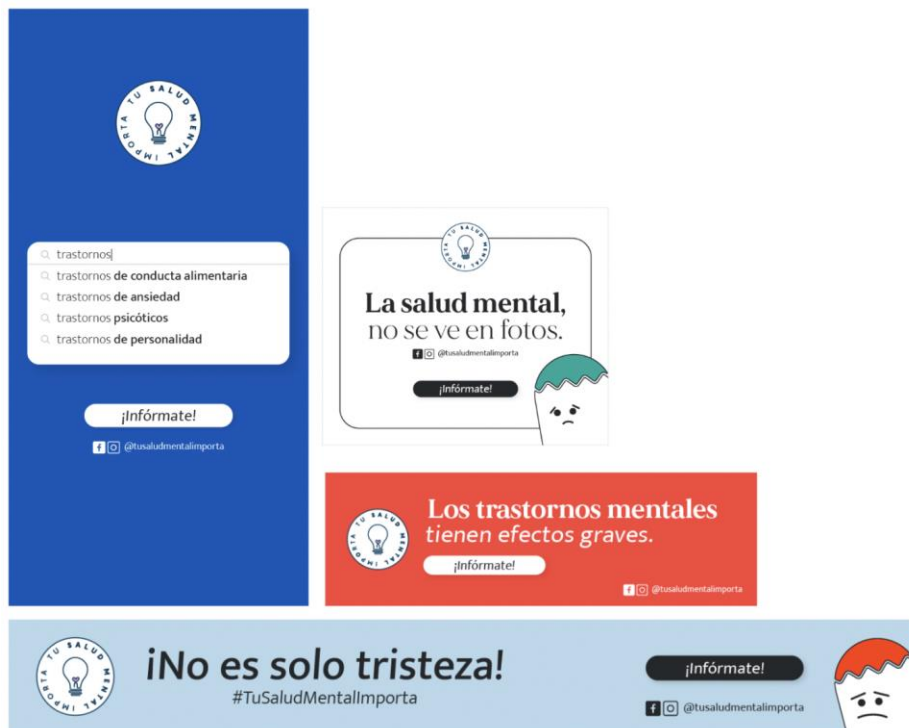 TU SALUD MENTAL IMPORTA
trastornos
trastornos de conducta alimentaria
trastornos de ansiedad
trastornos psicóticos
trastornos de personalidad
¡Infórmate!
@tusaludmentalimporta
TU SALUD MENTAL IMPORTA
La salud mental,
no se ve en fotos.
@tusaludmentalimporta
¡Infórmate!
TU SALUD MENTAL IMPORTA
Los trastornos mentales
tienen efectos graves.
¡Infórmate!
@tusaludmentalimporta
TU SALUD MENTAL IMPORTA
¡No es solo tristeza!
#TuSaludMentalImporta
¡Infórmate!
@tusaludmentalimporta